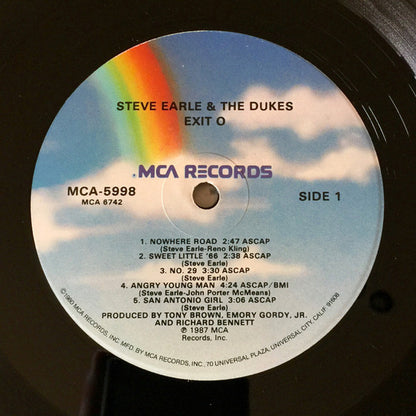 STEVE EARLE & THE DUKES
EXIT O
MCA RECORDS
MCA-5998
MCA 6742
SIDE 1
1. NOWHERE ROAD 2:47 ASCAP
(Steve Earle-Reno Kling)
2. SWEET LITTLE '66 2:38 ASCAP
(Steve Earle)
3. NO. 29 3:30 ASCAP
(Steve Earle)
4. ANGRY YOUNG MAN 4:24 ASCAP/BMI
(Steve Earle-John Porter McMeans)
5. SAN ANTONIO GIRL 3:06 ASCAP
(Steve Earle)
PRODUCED BY TONY BROWN, EMORY GORDY, JR.
AND RICHARD BENNETT
℗ 1987 MCA
Records, Inc.
©1980 MCA RECORDS, INC. MFD. BY MCA RECORDS, INC., 70 UNIVERSAL PLAZA, UNIVERSAL CITY, CALIF. 91608